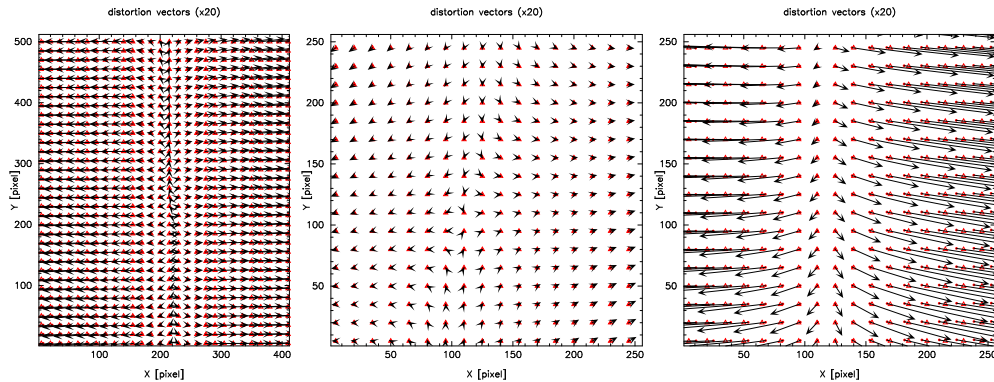 distortion vectors (x20)
500
400
300
200
100
Y [pixel]
100 200 300 400
X [pixel]
distortion vectors (x20)
250
200
150
100
50
Y [pixel]
50 100 150 200 250
X [pixel]
distortion vectors (x20)
250
200
150
100
50
Y [pixel]
50 100 150 200 250
X [pixel]